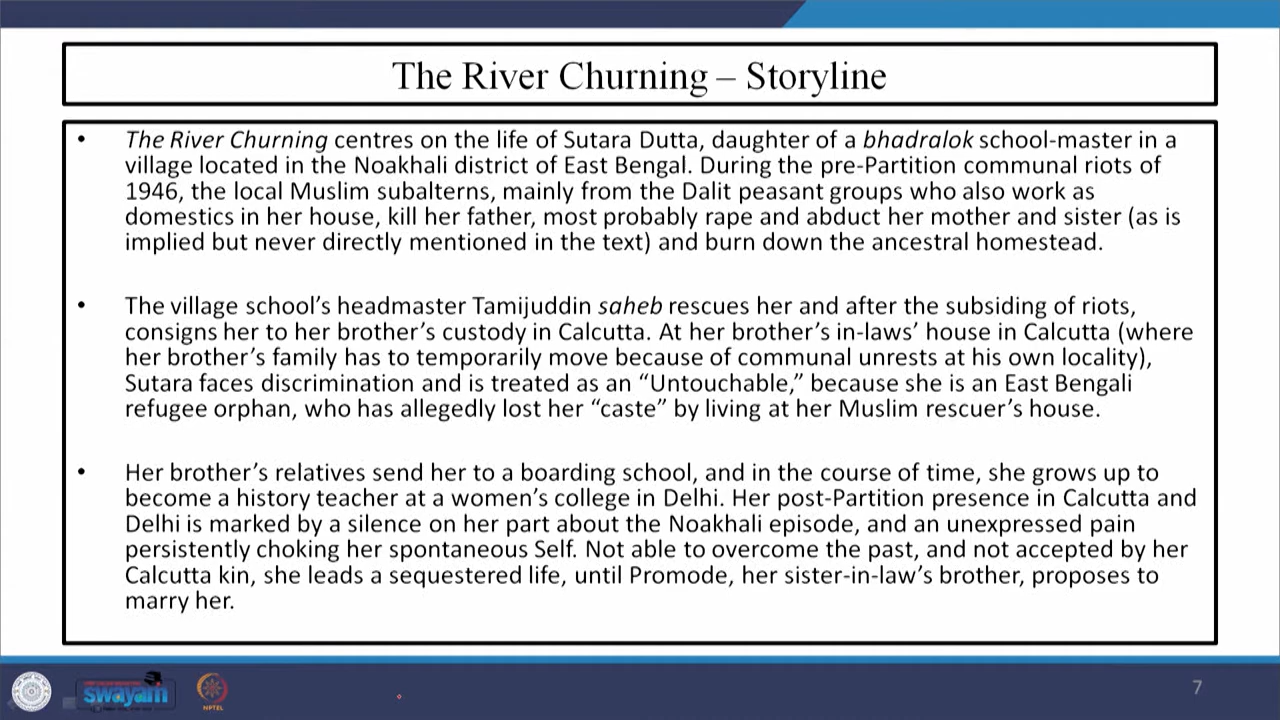 The River Churning – Storyline
• The River Churning centres on the life of Sutara Dutta, daughter of a bhadralok school-master in a
village located in the Noakhali district of East Bengal. During the pre-Partition communal riots of
1946, the local Muslim subalterns, mainly from the Dalit peasant groups who also work as
domestics in her house, kill her father, most probably rape and abduct her mother and sister (as is
implied but never directly mentioned in the text) and burn down the ancestral homestead.
• The village school’s headmaster Tamijuddin saheb rescues her and after the subsiding of riots,
consigns her to her brother’s custody in Calcutta. At her brother’s in-laws’ house in Calcutta (where
her brother’s family has to temporarily move because of communal unrests at his own locality),
Sutara faces discrimination and is treated as an “Untouchable,” because she is an East Bengali
refugee orphan, who has allegedly lost her “caste” by living at her Muslim rescuer’s house.
• Her brother’s relatives send her to a boarding school, and in the course of time, she grows up to
become a history teacher at a women’s college in Delhi. Her post-Partition presence in Calcutta and
Delhi is marked by a silence on her part about the Noakhali episode, and an unexpressed pain
persistently choking her spontaneous Self. Not able to overcome the past, and not accepted by her
Calcutta kin, she leads a sequestered life, until Promode, her sister-in-law’s brother, proposes to
marry her.
swayam
NPTEL
7